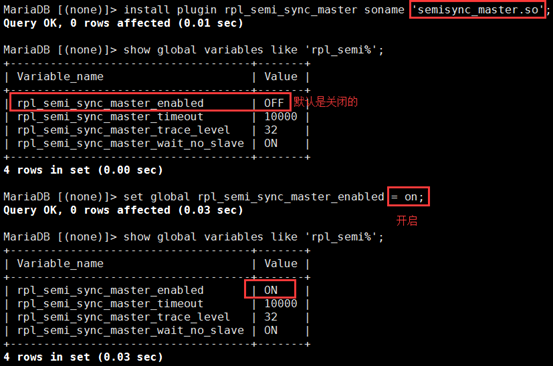 MariaDB [(none)]> install plugin rpl_semi_sync_master soname 'semisync_master.so';
Query OK, 0 rows affected (0.01 sec)
MariaDB [(none)]> show global variables like 'rpl_semi%';
+------------------------------------+-------+
| Variable_name                      | Value |
+------------------------------------+-------+
| rpl_semi_sync_master_enabled       | OFF   | 默认是关闭的
| rpl_semi_sync_master_timeout       | 10000 |
| rpl_semi_sync_master_trace_level   | 32    |
| rpl_semi_sync_master_wait_no_slave | ON    |
+------------------------------------+-------+
4 rows in set (0.00 sec)
MariaDB [(none)]> set global rpl_semi_sync_master_enabled = on;
Query OK, 0 rows affected (0.03 sec)
开启
MariaDB [(none)]> show global variables like 'rpl_semi%';
+------------------------------------+-------+
| Variable_name                      | Value |
+------------------------------------+-------+
| rpl_semi_sync_master_enabled       | ON    |
| rpl_semi_sync_master_timeout       | 10000 |
| rpl_semi_sync_master_trace_level   | 32    |
| rpl_semi_sync_master_wait_no_slave | ON    |
+------------------------------------+-------+
4 rows in set (0.03 sec)